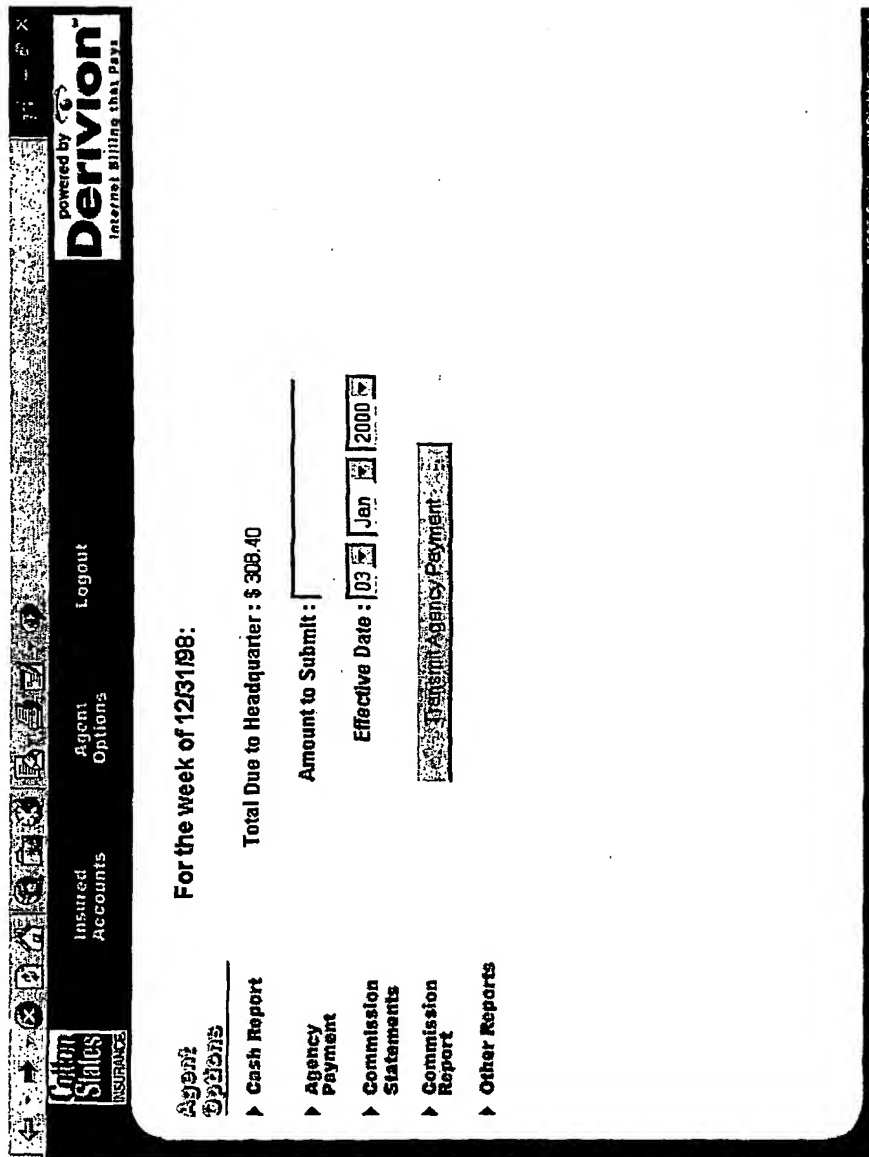 Cotton
States
INSURANCE
Insured
Accounts
Agent
Options
Logout
powered by
Derivion
Internet Billing that Pays
Agent
Options
▶ Cash Report
▶ Agency
Payment
▶ Commission
Statements
▶ Commission
Report
▶ Other Reports
For the week of 12/31/98:
Total Due to Headquarter : $ 308.40
Amount to Submit :
Effective Date : 03 Jan 2000
Transmit Agency Payment